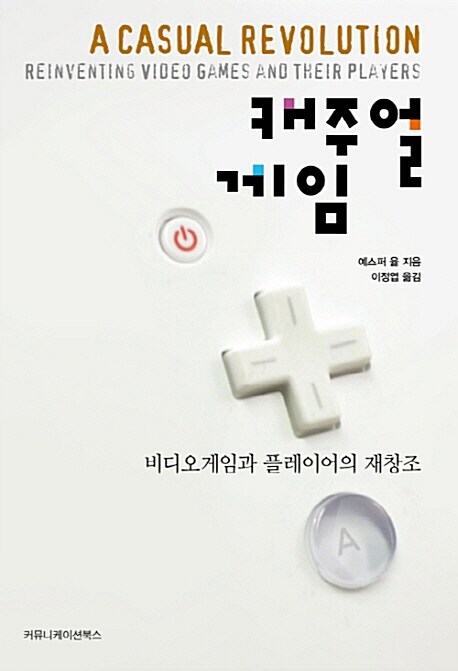 A CASUAL REVOLUTION
REINVENTING VIDEO GAMES AND THEIR PLAYERS
캐주얼
게임
예스퍼 율 지음
이정엽 옮김
비디오게임과 플레이어의 재창조
A
커뮤니케이션북스